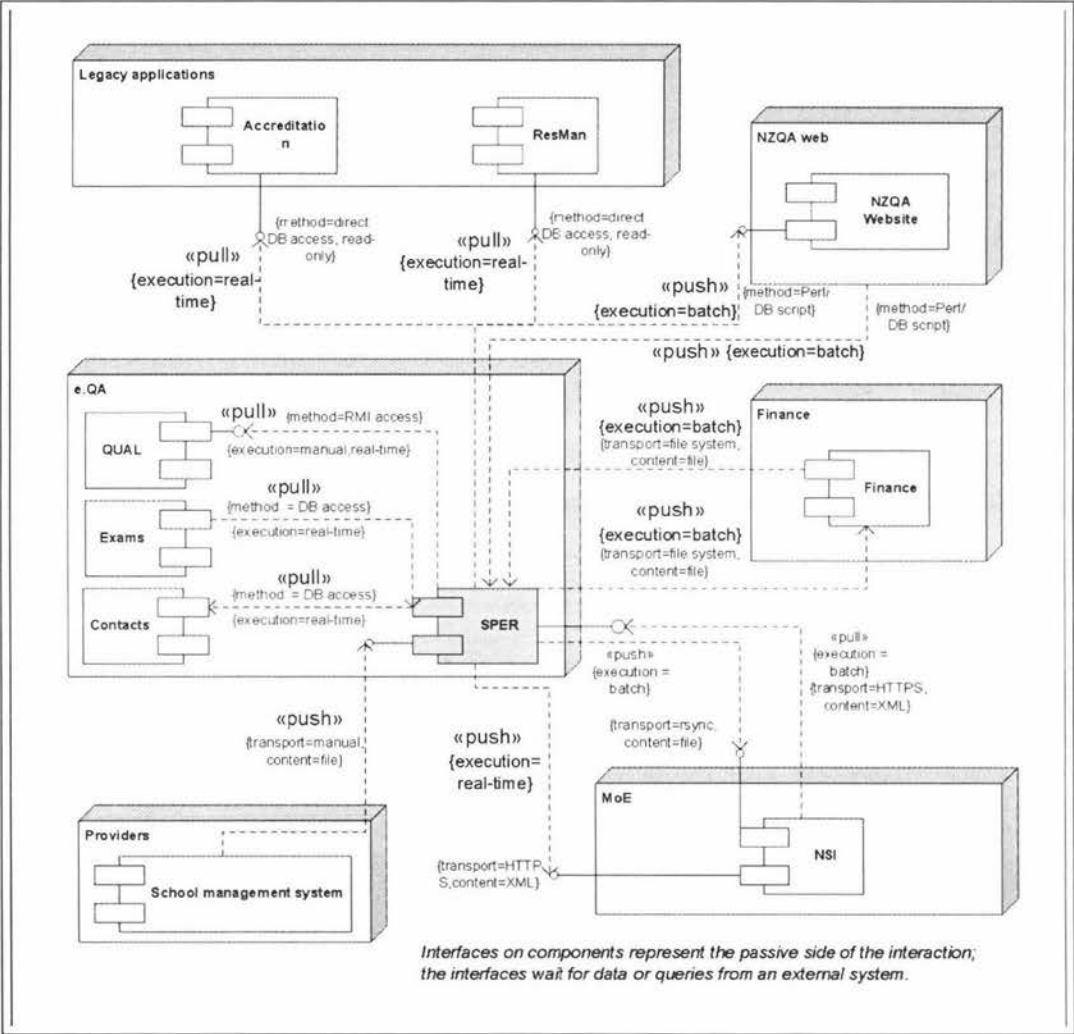 Legacy applications
Accreditatio
n
ResMan
NZQA web
NZQA
Website
«pull»
{execution=real-
time}
{method=direct
DB access, read-
only}
«pull»
{execution=real-
time}
{method=direct
DB access, read-
only}
«push»
{execution=batch}
{method=Perl/
DB script}
{method=Perl/
DB script}
«push» {execution=batch}
e.QA
QUAL
«pull» {method=RMI access}
{execution=manual,real-time}
«pull»
{method = DB access}
{execution=real-time}
Exams
«pull»
{method = DB access}
{execution=real-time}
Contacts
SPER
Finance
Finance
«push»
{execution=batch}
{transport=file system,
content=file}
«push»
{execution=batch}
{transport=file system,
content=file}
«push»
{execution =
batch}
«pull»
{execution =
batch}
{transport=HTTPS,
content=XML}
«push»
{transport=manual,
content=file}
«push»
{execution=
real-time}
{transport=rsync,
content=file}
MoE
NSI
{transport=HTTP
S,content=XML}
Providers
School management system
Interfaces on components represent the passive side of the interaction;
the interfaces wait for data or queries from an external system.